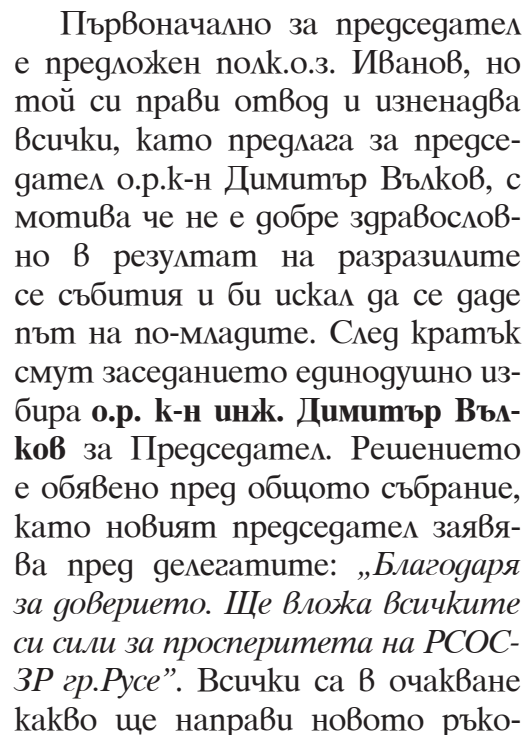 Първоначално за председател
е предложен полк.о.з. Иванов, но
той си прави отвод и изненадва
всички, като предлага за предсе-
дател о.р.к-н Димитър Вълков, с
мотива че не е добре здравослов-
но в резултат на разразилите
се събития и би искал да се даде
път на по-младите. След кратък
смут заседанието единодушно из-
бира о.р. к-н инж. Димитър Въл-
ков за Председател. Решението
е обявено пред общото събрание,
като новият председател заявя-
ва пред делегатите: „Благодаря
за доверието. Ще вложа всичките
си сили за просперитета на РСОС-
ЗР гр.Русе”. Всички са в очакване
какво ще направи новото ръко-